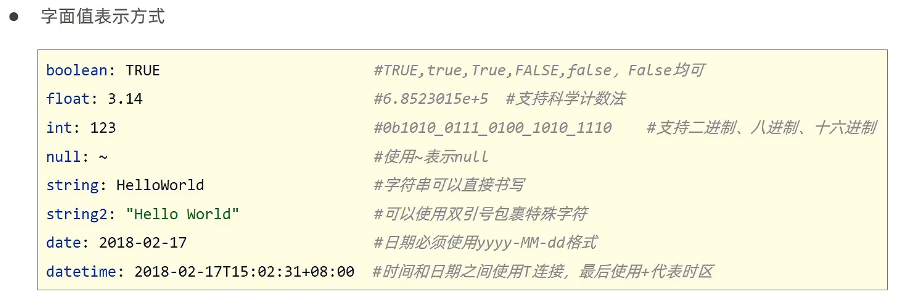 ● 字面值表示方式
boolean: TRUE #TRUE,true,True,FALSE,false, False均可
float: 3.14 #6.8523015e+5 #支持科学计数法
int: 123 #0b1010_0111_0100_1010_1110 #支持二进制、八进制、十六进制
null: ~ #使用~表示null
string: HelloWorld #字符串可以直接书写
string2: "Hello World" #可以使用双引号包裹特殊字符
date: 2018-02-17 #日期必须使用yyyy-MM-dd格式
datetime: 2018-02-17T15:02:31+08:00 #时间和日期之间使用T连接，最后使用+代表时区